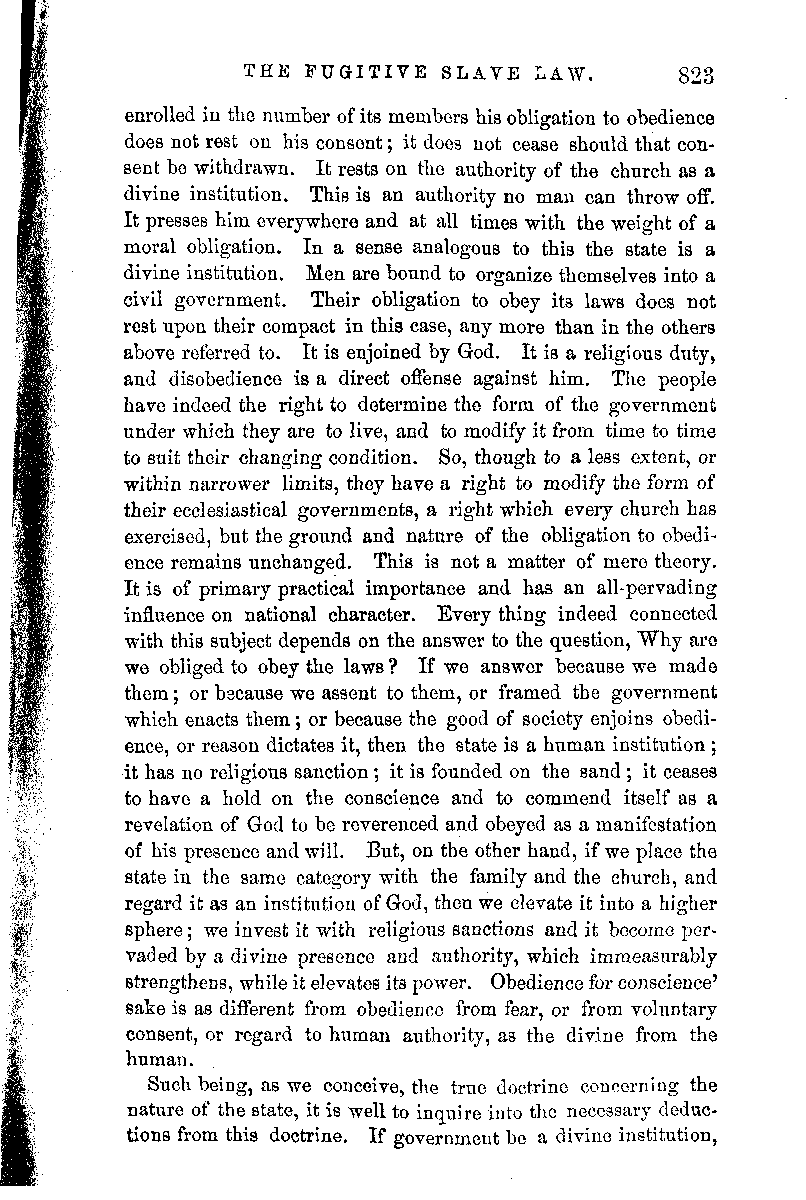 THE FUGITIVE SLAVE LAW. 823
enrolled in the number of its members his obligation to obedience
does not rest on his consent; it does not cease should that con-
sent be withdrawn. It rests on the authority of the church as a
divine institution. This is an authority no man can throw off.
It presses him everywhere and at all times with the weight of a
moral obligation. In a sense analogous to this the state is a
divine institution. Men are bound to organize themselves into a
civil government. Their obligation to obey its laws does not
rest upon their compact in this case, any more than in the others
above referred to. It is enjoined by God. It is a religious duty,
and disobedience is a direct offense against him. The people
have indeed the right to determine the form of the government
under which they are to live, and to modify it from time to time
to suit their changing condition. So, though to a less extent, or
within narrower limits, they have a right to modify the form of
their ecclesiastical governments, a right which every church has
exercised, but the ground and nature of the obligation to obedi-
ence remains unchanged. This is not a matter of mere theory.
It is of primary practical importance and has an all-pervading
influence on national character. Every thing indeed connected
with this subject depends on the answer to the question, Why are
we obliged to obey the laws? If we answer because we made
them; or because we assent to them, or framed the government
which enacts them; or because the good of society enjoins obedi-
ence, or reason dictates it, then the state is a human institution;
it has no religious sanction; it is founded on the sand; it ceases
to have a hold on the conscience and to commend itself as a
revelation of God to be reverenced and obeyed as a manifestation
of his presence and will. But, on the other hand, if we place the
state in the same category with the family and the church, and
regard it as an institution of God, then we elevate it into a higher
sphere; we invest it with religious sanctions and it become per-
vaded by a divine presence and authority, which immeasurably
strengthens, while it elevates its power. Obedience for conscience'
sake is as different from obedience from fear, or from voluntary
consent, or regard to human authority, as the divine from the
human.
Such being, as we conceive, the true doctrine concerning the
nature of the state, it is well to inquire into the necessary deduc-
tions from this doctrine. If government be a divine institution,